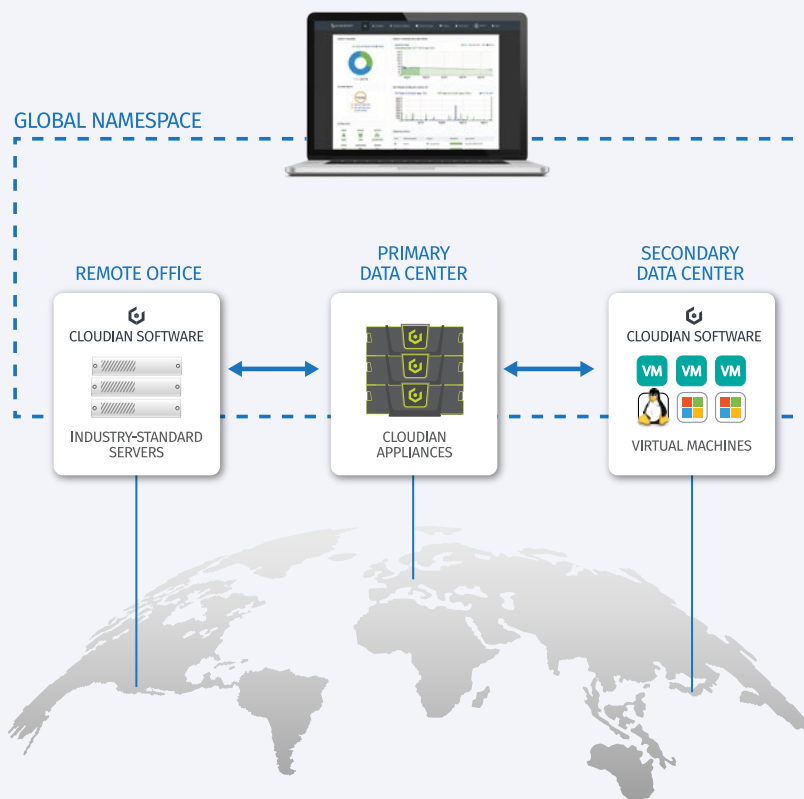 GLOBAL NAMESPACE
REMOTE OFFICE
CLOUDIAN SOFTWARE
INDUSTRY-STANDARD
SERVERS
PRIMARY
DATA CENTER
CLOUDIAN
APPLIANCES
SECONDARY
DATA CENTER
CLOUDIAN SOFTWARE
VM VM VM
VIRTUAL MACHINES